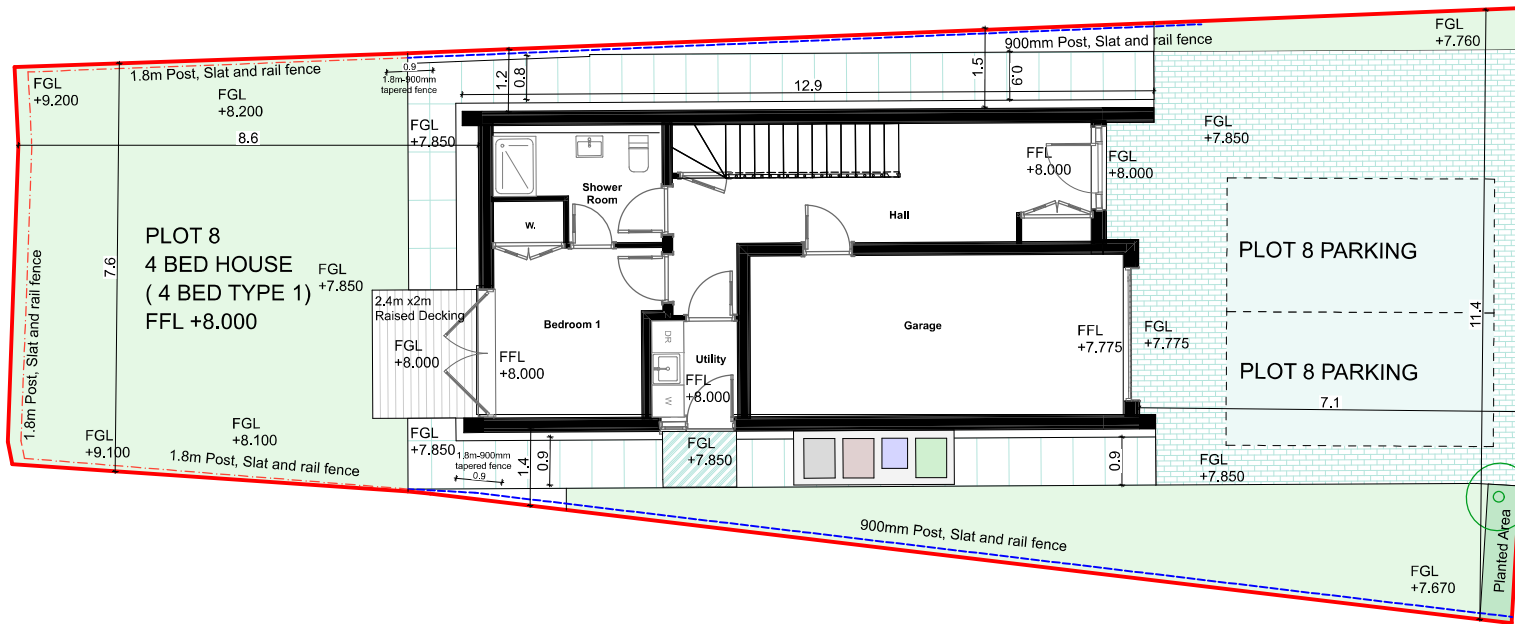 FGL
+7.760
900mm Post, Slat and rail fence
1.8m Post, Slat and rail fence
FGL
+9.200
FGL
+8.200
8.6
0.9
1.8m-900mm
tapered fence
1.2
0.8
12.9
1.5
0.9
FGL
+7.850
FGL
+7.850
FFL
+8.000
FGL
+8.000
Shower
Room
W.
Hall
PLOT 8
4 BED HOUSE
( 4 BED TYPE 1)
FFL +8.000
FGL
+7.850
7.6
1.8m Post, Slat and rail fence
2.4m x2m
Raised Decking
FGL
+8.000
FFL
+8.000
Bedroom 1
DR
W
Utility
FFL
+8.000
Garage
FFL
+7.775
FGL
+7.775
PLOT 8 PARKING
PLOT 8 PARKING
11.4
7.1
FGL
+9.100
FGL
+8.100
1.8m Post, Slat and rail fence
FGL
+7.850
1.8m-900mm
tapered fence
0.9
1.4
0.9
FGL
+7.850
0.9
FGL
+7.850
900mm Post, Slat and rail fence
FGL
+7.670
Planted Area